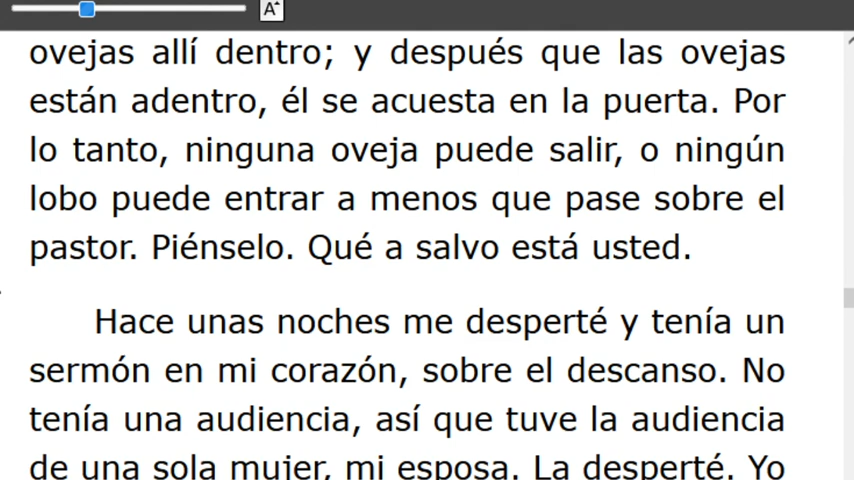 A
ovejas allí dentro; y después que las ovejas
están adentro, él se acuesta en la puerta. Por
lo tanto, ninguna oveja puede salir, o ningún
lobo puede entrar a menos que pase sobre el
pastor. Piénselo. Qué a salvo está usted.
Hace unas noches me desperté y tenía un
sermón en mi corazón, sobre el descanso. No
tenía una audiencia, así que tuve la audiencia
de una sola mujer, mi esposa. La desperté. Yo